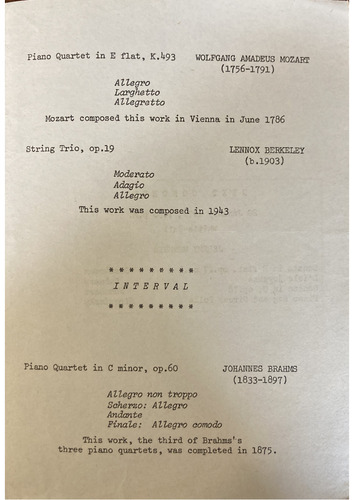 Piano Quartet in E flat, K.493 WOLFGANG AMADEUS MOZART
(1756-1791)
Allegro
Larghetto
Allegretto
Mozart composed this work in Vienna in June 1786
String Trio, op.19 LENNOX BERKELEY
(b.1903)
Moderato
Adagio
Allegro
This work was composed in 1943
* * * * * * * * *
I N T E R V A L
* * * * * * * * *
Piano Quartet in C minor, op.60 JOHANNES BRAHMS
(1833-1897)
Allegro non troppo
Scherzo: Allegro
Andante
Finale: Allegro comodo
This work, the third of Brahms's
three piano quartets, was completed in 1875.